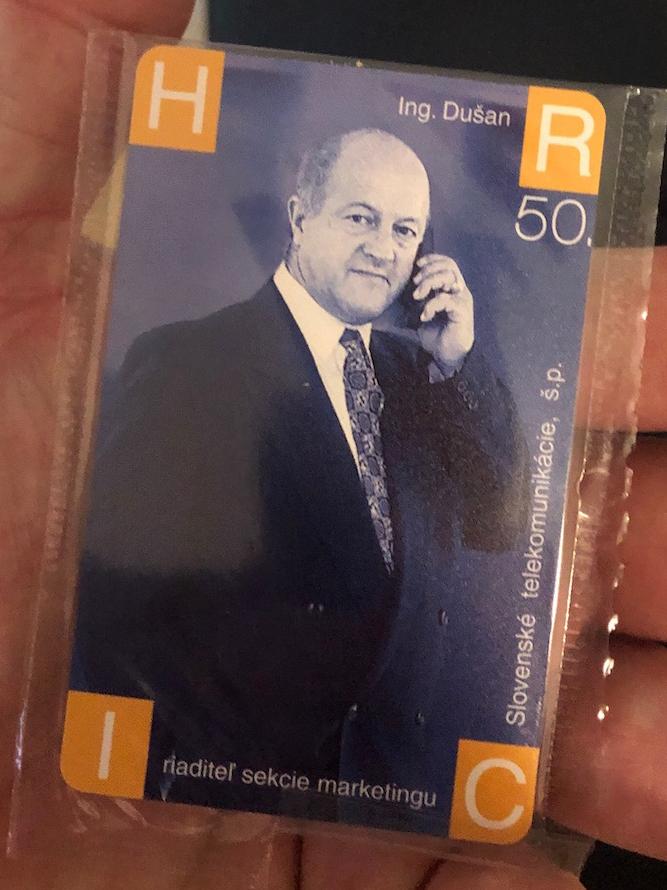 H
Ing. Dušan
R
50.
Slovenské telekomunikácie, š.p.
I
riaditeľ sekcie marketingu
C